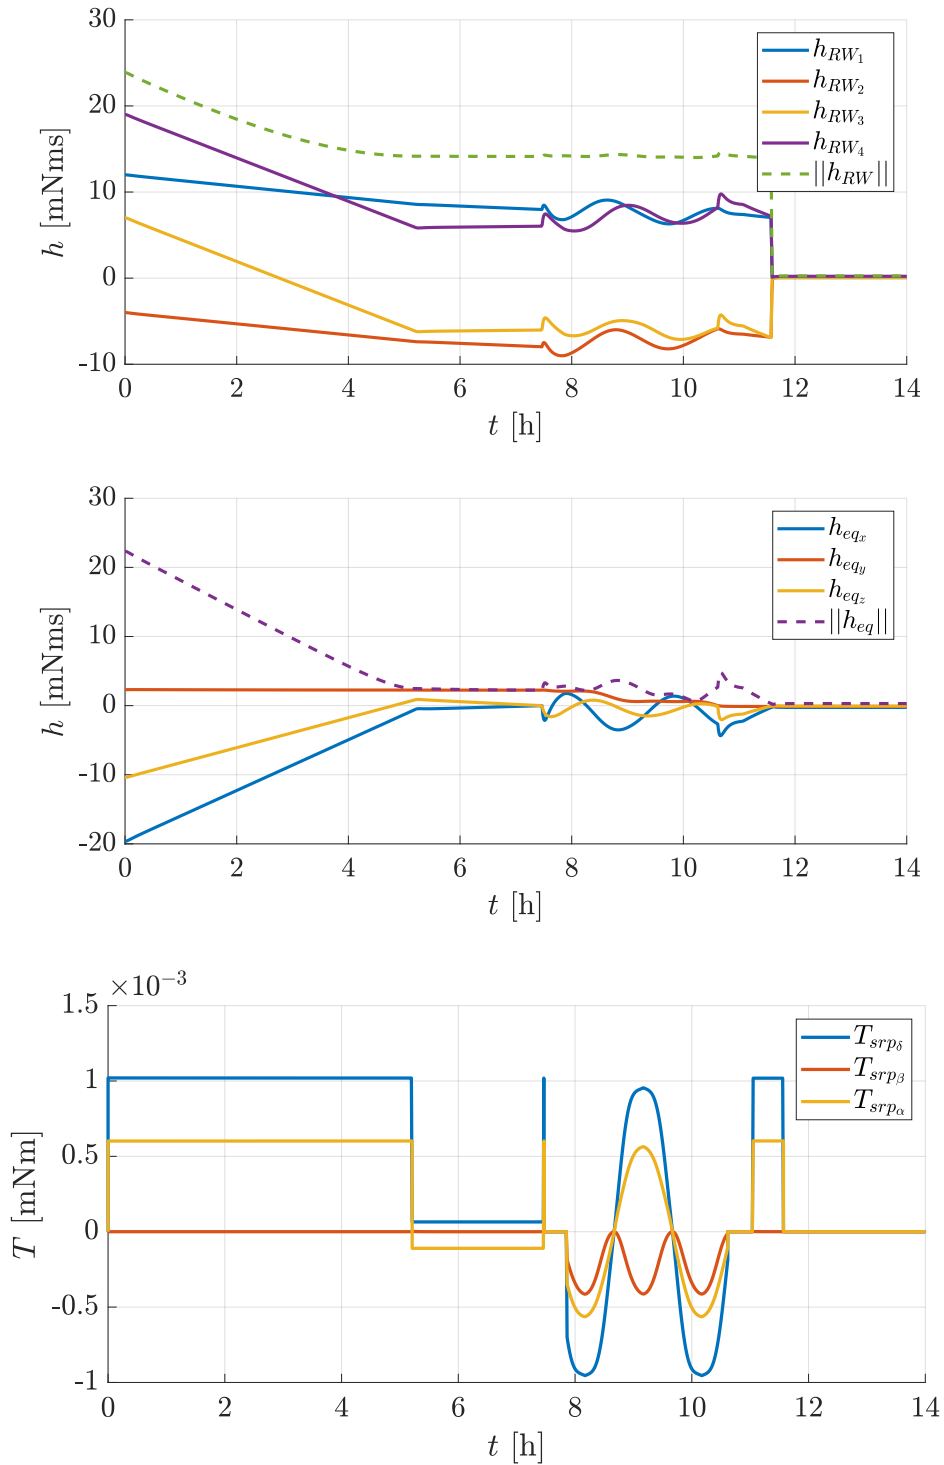 30
20
10
0
-10
h [mNms]
0 2 4 6 8 10 12 14
t [h]
h_{RW_1}
h_{RW_2}
h_{RW_3}
h_{RW_4}
||h_{RW}||
30
20
10
0
-10
-20
h [mNms]
0 2 4 6 8 10 12 14
t [h]
h_{eq_x}
h_{eq_y}
h_{eq_z}
||h_{eq}||
×10^{-3}
1.5
1
0.5
0
-0.5
-1
T [mNm]
0 2 4 6 8 10 12 14
t [h]
T_{srp_δ}
T_{srp_β}
T_{srp_α}